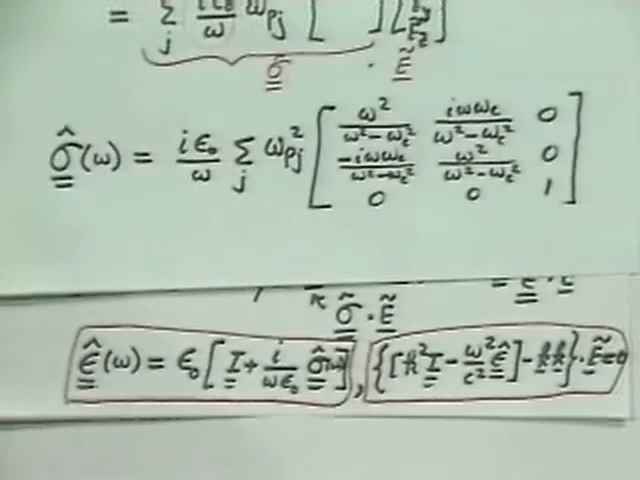 = Σ_j iε₀/ω ω_pj² [ ] [
σ̳ · Ẽ
σ̳̂(ω) = iε₀/ω Σ_j ω_pj² [ ω²/(ω²-ω_c²) iωω_c/(ω²-ω_c²) 0
-iωω_c/(ω²-ω_c²) ω²/(ω²-ω_c²) 0
0 0 1 ]
σ̳̂ · Ẽ
ε̳̂(ω) = ε₀ [ I̳ + i/(ωε₀) σ̳̂(ω) ] , { [ k² I̳ - ω²/c² ε̳̂ ] - k̲ k̲ } · Ẽ = 0